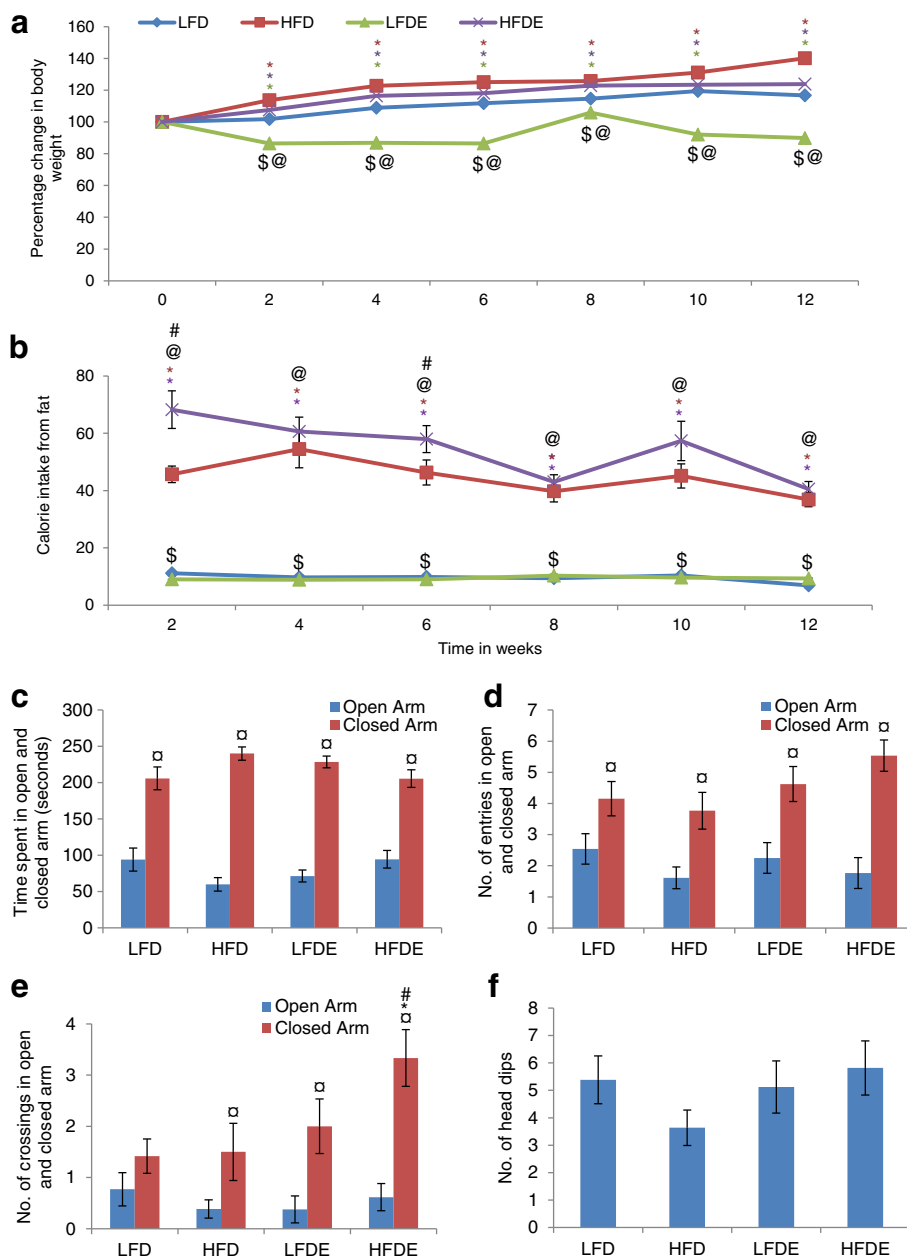 a
LFD HFD LFDE HFDE
160
140
120
100
80
60
40
20
0
Percentage change in body
weight
* * * * * *
* * * * * *
* * * * * *
$ @ $ @ $ @ $ @ $ @ $ @
0 2 4 6 8 10 12
b
80
60
40
20
0
Calorie intake from fat
# #
@ @ @ @ @ @
* * * * * *
* * * * * *
$ $ $ $ $ $
2 4 6 8 10 12
Time in weeks
c
Open Arm
Closed Arm
300
250
200
150
100
50
0
Time spent in open and
closed arm (seconds)
¤ ¤ ¤ ¤
LFD HFD LFDE HFDE
d
Open Arm
Closed Arm
7
6
5
4
3
2
1
0
No. of entries in open
and closed arm
¤ ¤ ¤ ¤
LFD HFD LFDE HFDE
e
Open Arm
Closed Arm
4
3
2
1
0
No. of crossings in open
and closed arm
#
*
¤ ¤ ¤
LFD HFD LFDE HFDE
f
8
7
6
5
4
3
2
1
0
No. of head dips
LFD HFD LFDE HFDE